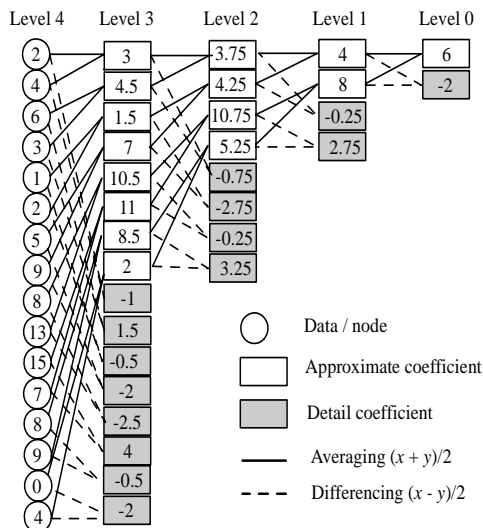 Level 4 Level 3 Level 2 Level 1 Level 0
2 3 3.75 4 6
4 4.5 4.25 8 -2
6 1.5 10.75 -0.25
3 7 5.25 2.75
1 10.5 -0.75
2 11 -2.75
5 8.5 -0.25
9 2 3.25
8 -1
13 1.5 Data / node
15 -0.5 Approximate coefficient
7 -2
8 -2.5 Detail coefficient
9 4 Averaging (x + y)/2
0 -0.5 Differencing (x - y)/2
4 -2